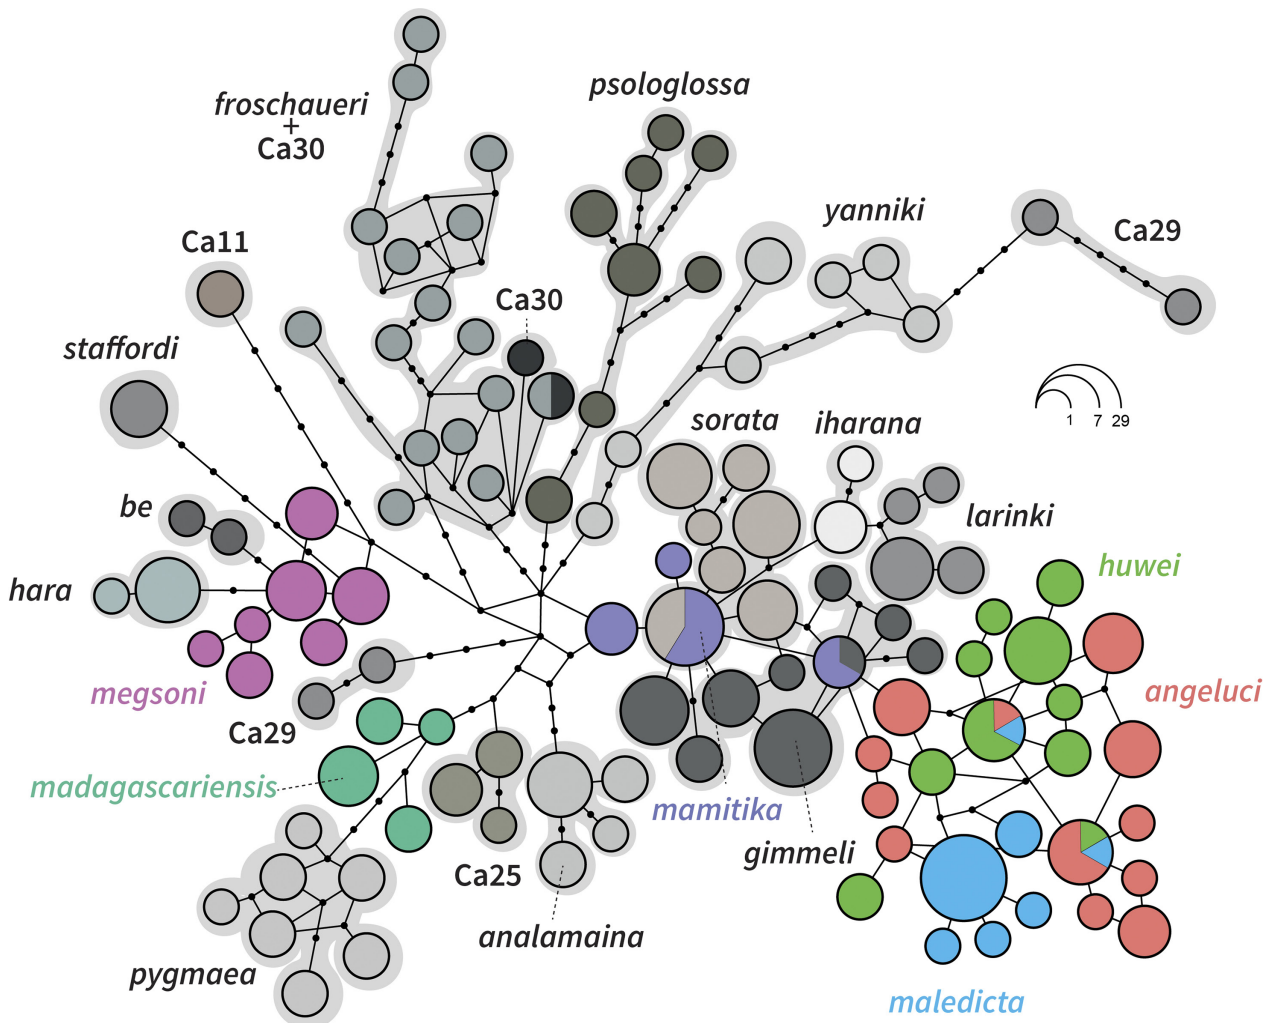 psologlossa
froschaueri
+
Ca30
yanniki
Ca29
Ca11
Ca30
staffordi
1 7 29
sorata
iharana
be
larinki
huwei
hara
megsoni
angeluci
Ca29
madagascariensis
mamitika
gimmeli
Ca25
analamaina
pygmaea
maledicta